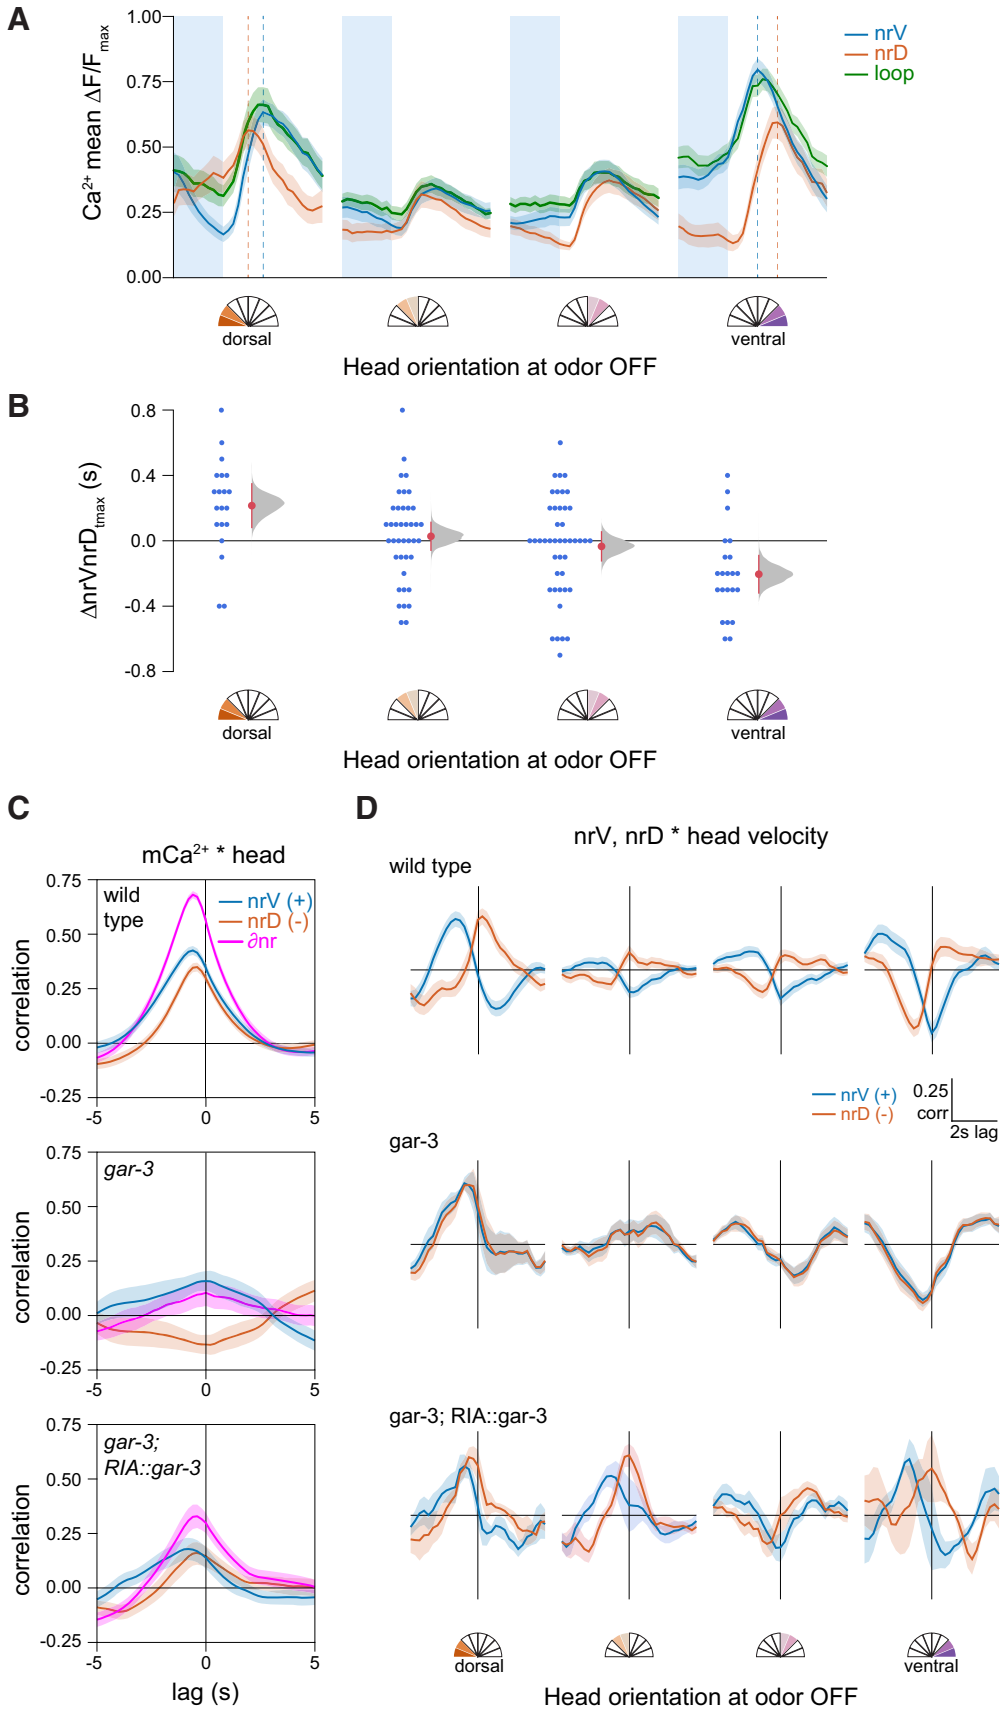 A
1.00
0.75
0.50
0.25
0.00
Ca2+ mean ΔF/Fmax
nrV
nrD
loop
dorsal
ventral
Head orientation at odor OFF
B
0.8
0.4
0.0
-0.4
-0.8
ΔnrVnrDtmax (s)
dorsal
ventral
Head orientation at odor OFF
C
mCa2+ * head
0.75
0.50
0.25
0.00
-0.25
correlation
wild
type
nrV (+)
nrD (-)
∂nr
-5
0
5
0.75
0.50
0.25
0.00
-0.25
correlation
gar-3
-5
0
5
0.75
0.50
0.25
0.00
-0.25
correlation
gar-3;
RIA::gar-3
-5
0
5
lag (s)
D
nrV, nrD * head velocity
wild type
nrV (+)
nrD (-)
0.25
corr
2s lag
gar-3
gar-3; RIA::gar-3
dorsal
ventral
Head orientation at odor OFF